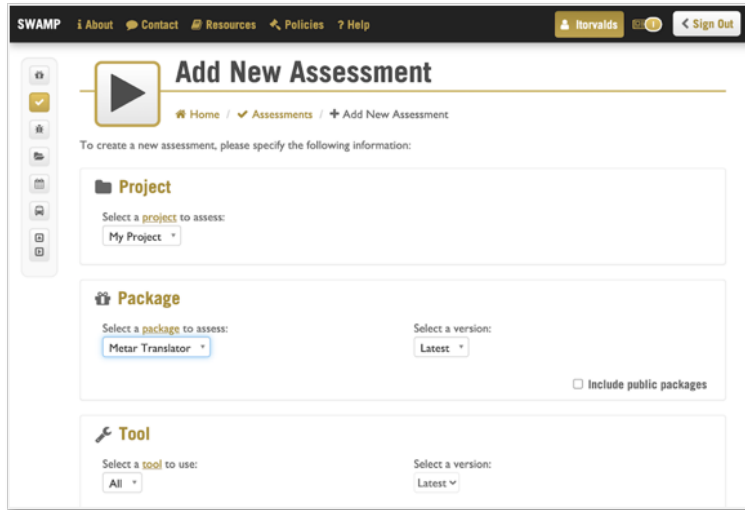 SWAMP
About
Contact
Resources
Policies
? Help
ltorvalds
Sign Out
Add New Assessment
Home / Assessments / Add New Assessment
To create a new assessment, please specify the following information:
Project
Select a project to assess:
My Project
Package
Select a package to assess:
Metar Translator
Select a version:
Latest
Include public packages
Tool
Select a tool to use:
All
Select a version:
Latest